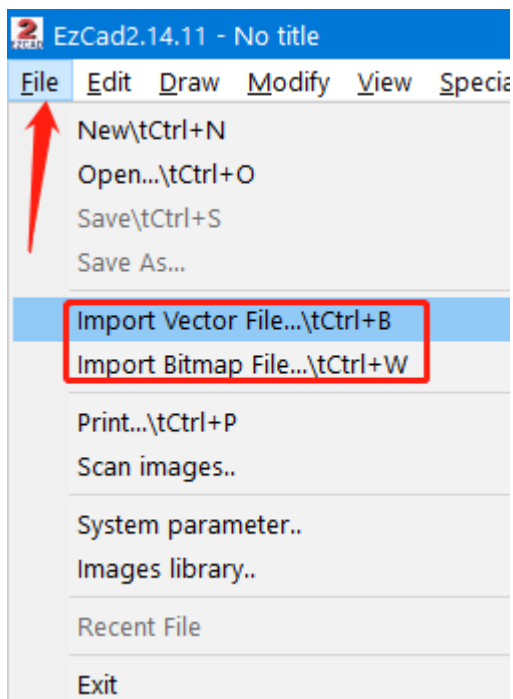 2 EZCAD EzCad2.14.11 - No title
File Edit Draw Modify View Specia
New\tCtrl+N
Open...\tCtrl+O
Save\tCtrl+S
Save As...
Import Vector File...\tCtrl+B
Import Bitmap File...\tCtrl+W
Print...\tCtrl+P
Scan images..
System parameter..
Images library..
Recent File
Exit